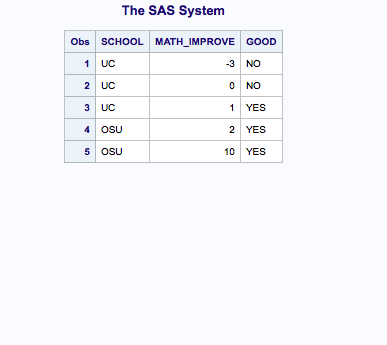 The SAS System
Obs SCHOOL MATH_IMPROVE GOOD
1 UC -3 NO
2 UC 0 NO
3 UC 1 YES
4 OSU 2 YES
5 OSU 10 YES